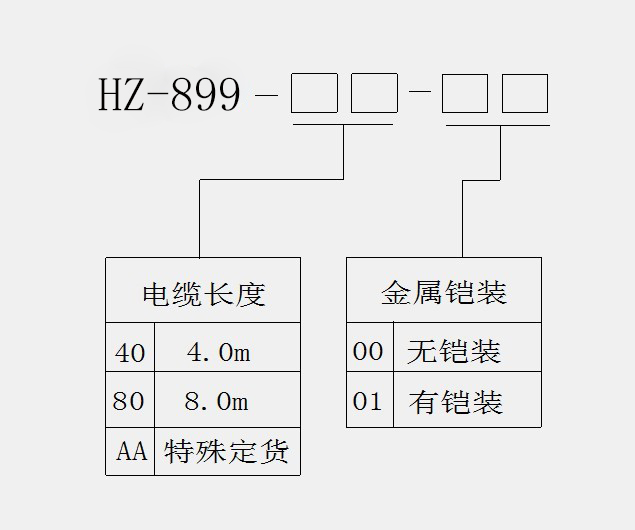 HZ-899-□□-□□
电缆长度
40 4.0m
80 8.0m
AA 特殊定货
金属铠装
00 无铠装
01 有铠装